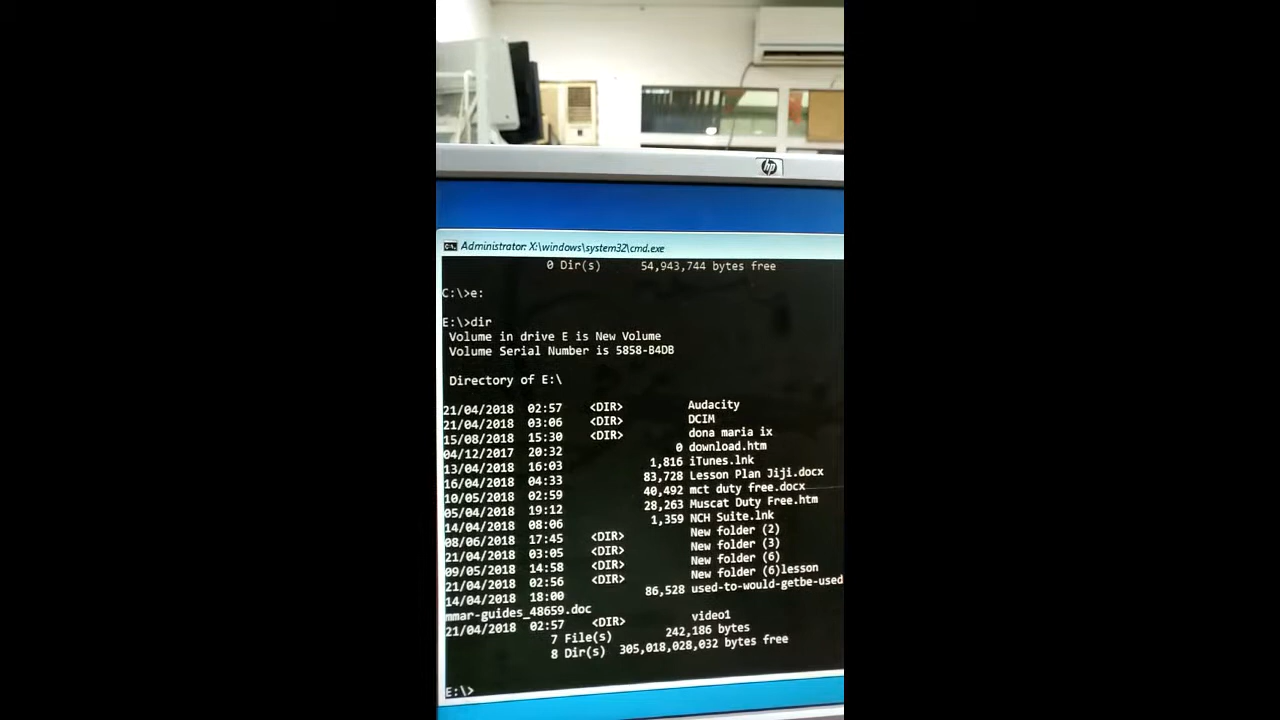 hp
Administrator: X:\windows\system32\cmd.exe
0 Dir(s) 54,943,744 bytes free
C:\>e:
E:\>dir
Volume in drive E is New Volume
Volume Serial Number is 5858-B4DB
Directory of E:\
21/04/2018 02:57 <DIR> Audacity
21/04/2018 03:06 <DIR> DCIM
15/08/2018 15:30 <DIR> dona maria ix
04/12/2017 20:32 0 download.htm
13/04/2018 16:03 1,816 iTunes.lnk
16/04/2018 04:33 83,728 Lesson Plan Jiji.docx
10/05/2018 02:59 40,492 mct duty free.docx
05/04/2018 19:12 28,263 Muscat Duty Free.htm
14/04/2018 08:06 1,359 NCH Suite.lnk
08/06/2018 17:45 <DIR> New folder (2)
21/04/2018 03:05 <DIR> New folder (3)
09/05/2018 14:58 <DIR> New folder (6)
21/04/2018 02:56 <DIR> New folder (6)lesson
14/04/2018 18:00 86,528 used-to-would-getbe-used
mmar-guides_48659.doc
21/04/2018 02:57 <DIR> video1
7 File(s) 242,186 bytes
8 Dir(s) 305,018,028,032 bytes free
E:\>